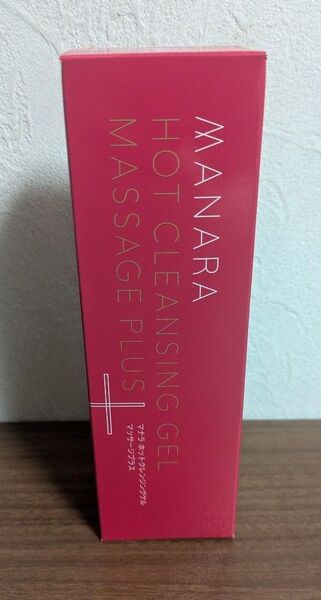 MANARA
HOT CLEANSING GEL
MASSAGE PLUS
マナラ ホットクレンジングゲル
マッサージプラス